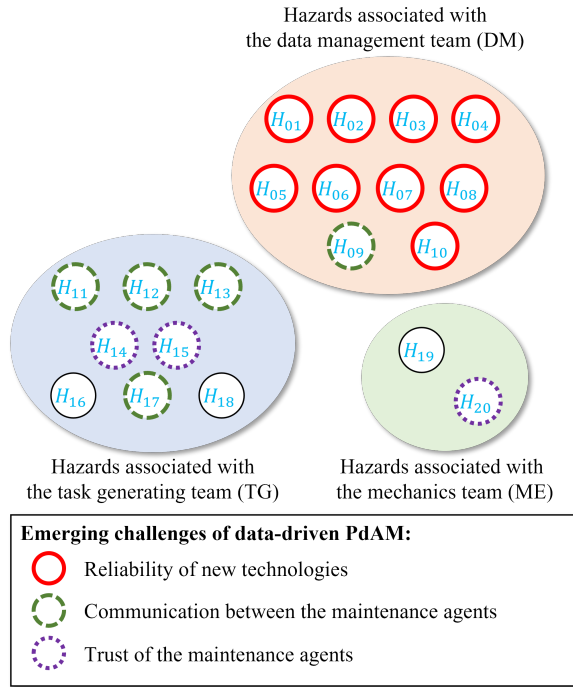 Hazards associated with
the data management team (DM)
H01 H02 H03 H04
H05 H06 H07 H08
H09 H10
H11 H12 H13
H14 H15
H16 H17 H18
H19
H20
Hazards associated with
the task generating team (TG)
Hazards associated with
the mechanics team (ME)
Emerging challenges of data-driven PdAM:
Reliability of new technologies
Communication between the maintenance agents
Trust of the maintenance agents